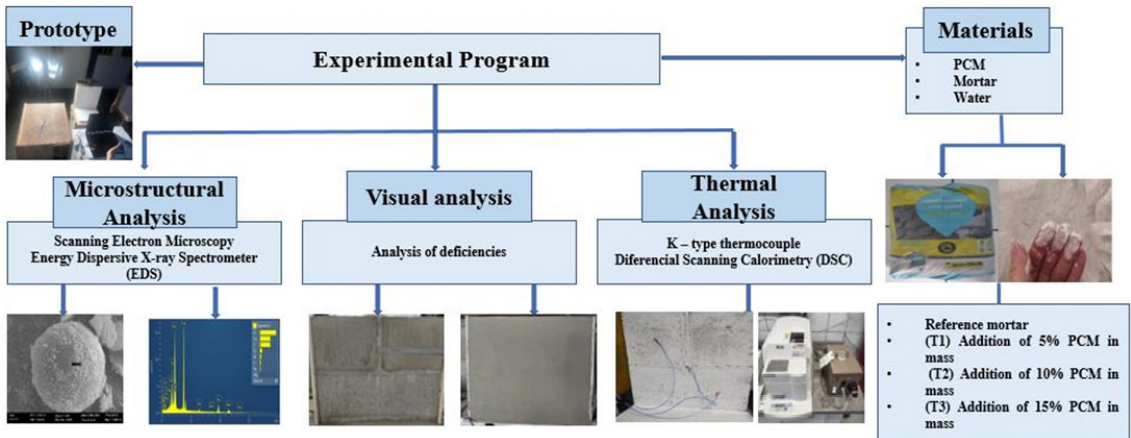 Prototype
Experimental Program
Materials
• PCM
• Mortar
• Water
Microstructural
Analysis
Scanning Electron Microscopy
Energy Dispersive X-ray Spectrometer
(EDS)
Visual analysis
Analysis of deficiencies
Thermal
Analysis
K – type thermocouple
Diferencial Scanning Calorimetry (DSC)
• Reference mortar
• (T1) Addition of 5% PCM in
mass
• (T2) Addition of 10% PCM in
mass
• (T3) Addition of 15% PCM in
mass